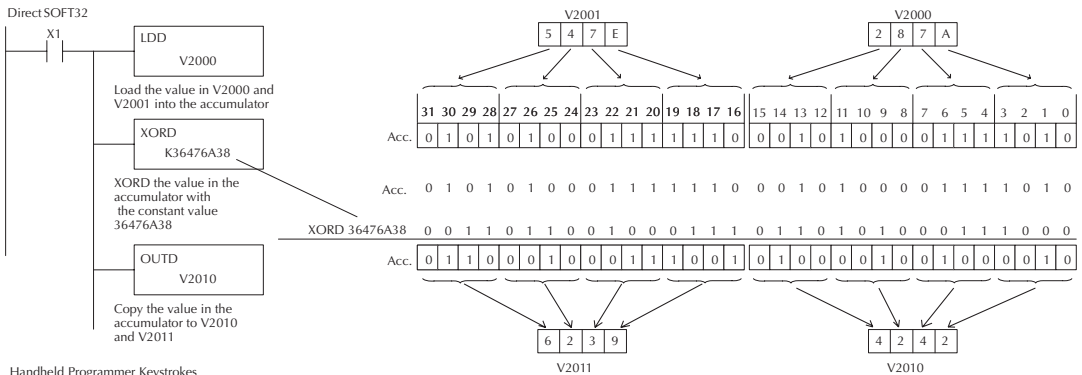 Direct SOFT32
X1
LDD
V2000
Load the value in V2000 and
V2001 into the accumulator
XORD
K36476A38
XORD the value in the
accumulator with
the constant value
36476A38
OUTD
V2010
Copy the value in the
accumulator to V2010
and V2011
Handheld Programmer Keystrokes
V2001 V2000
5 4 7 E 2 8 7 A
31 30 29 28 27 26 25 24 23 22 21 20 19 18 17 16 15 14 13 12 11 10 9 8 7 6 5 4 3 2 1 0
Acc. 0 1 0 1 0 1 0 0 0 1 1 1 1 1 1 0 0 0 1 0 1 0 0 0 0 1 1 1 1 0 1 0
Acc. 0 1 0 1 0 1 0 0 0 1 1 1 1 1 1 0 0 0 1 0 1 0 0 0 0 1 1 1 1 0 1 0
XORD 36476A38 0 0 1 1 0 1 1 0 0 1 0 0 0 1 1 1 0 1 1 0 1 0 1 0 0 0 1 1 1 0 0 0
Acc. 0 1 1 0 0 0 1 0 0 0 1 1 1 0 0 1 0 1 0 0 0 0 1 0 0 1 0 0 0 0 1 0
6 2 3 9 4 2 4 2
V2011 V2010